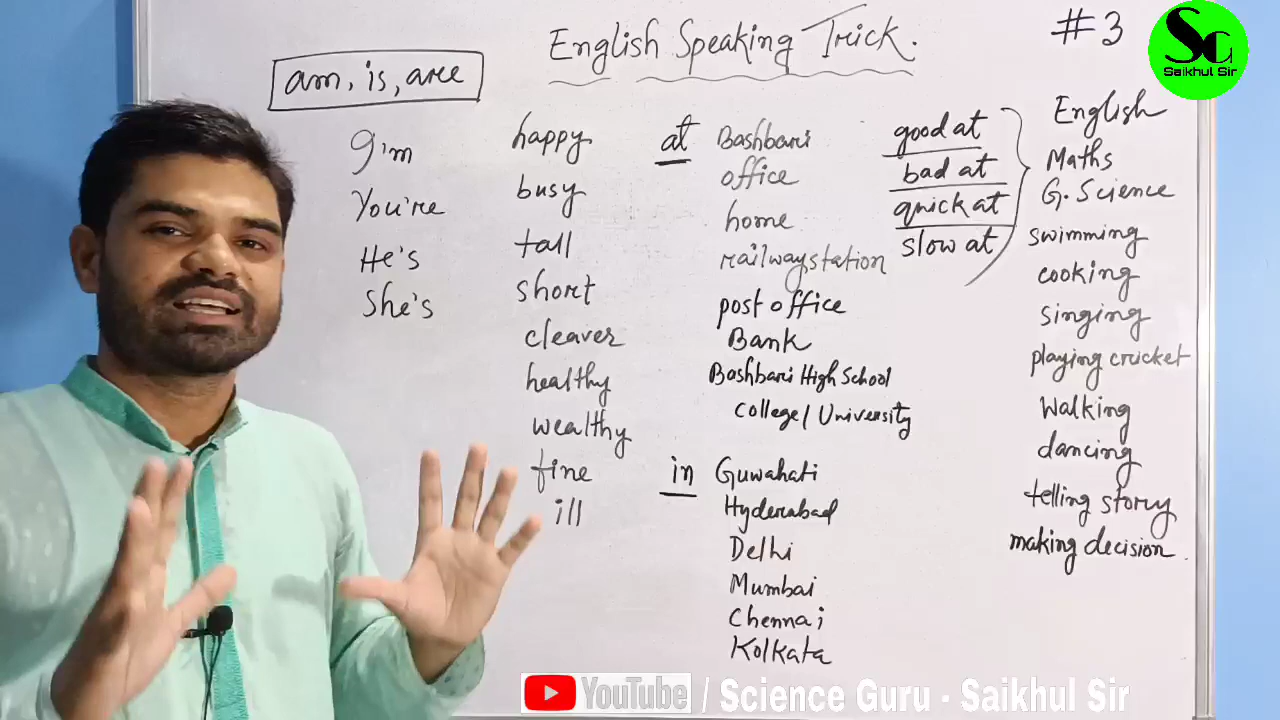 English Speaking Trick.
#3
SG
Saikhul Sir
am, is, are
I'm
You're
He's
She's
happy
busy
tall
short
cleaver
healthy
wealthy
fine
ill
at Bashbari
office
home
railwaystation
post office
Bank
Bashbari High School
College/University
in Guwahati
Hyderabad
Delhi
Mumbai
Chennai
Kolkata
good at
bad at
quick at
slow at
English
Maths
G. Science
swimming
cooking
singing
playing cricket
Walking
dancing
telling story
making decision.
YouTube / Science Guru - Saikhul Sir